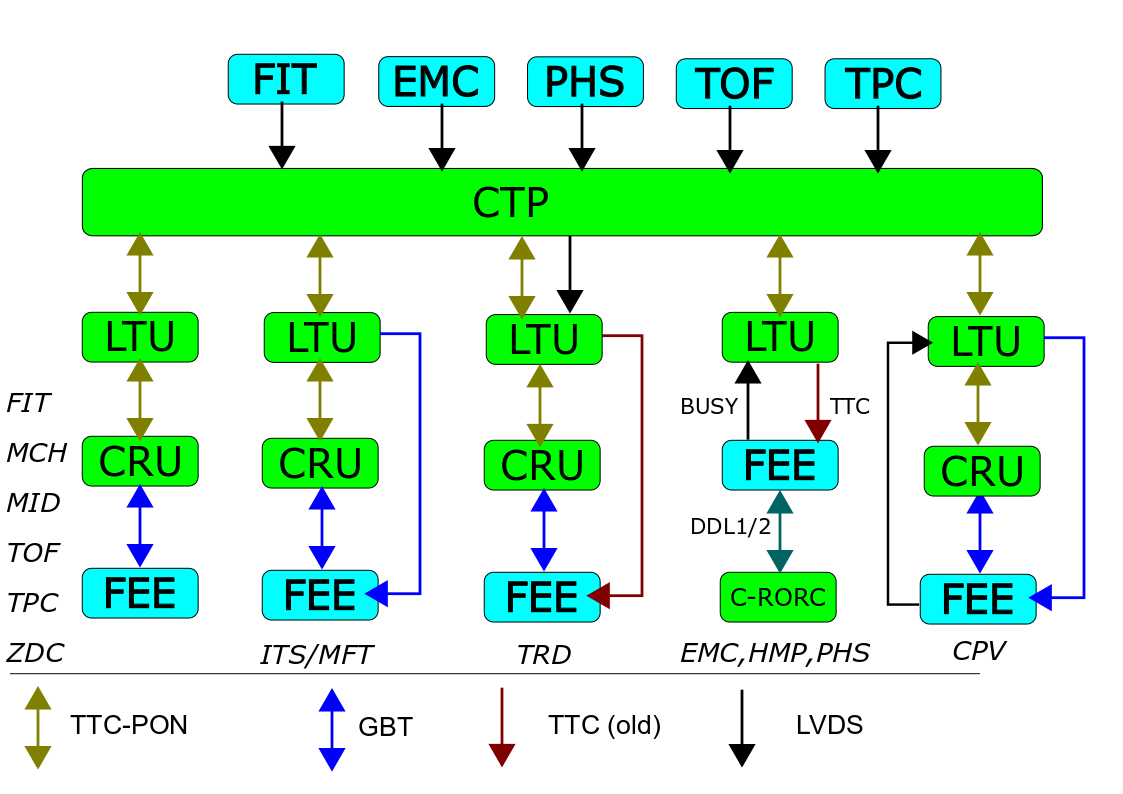 FIT EMC PHS TOF TPC
CTP
LTU LTU LTU LTU LTU
FIT
BUSY TTC
MCH CRU CRU CRU FEE CRU
MID
DDL1/2
TOF
TPC FEE FEE FEE C-RORC FEE
ZDC ITS/MFT TRD EMC,HMP,PHS CPV
TTC-PON GBT TTC (old) LVDS